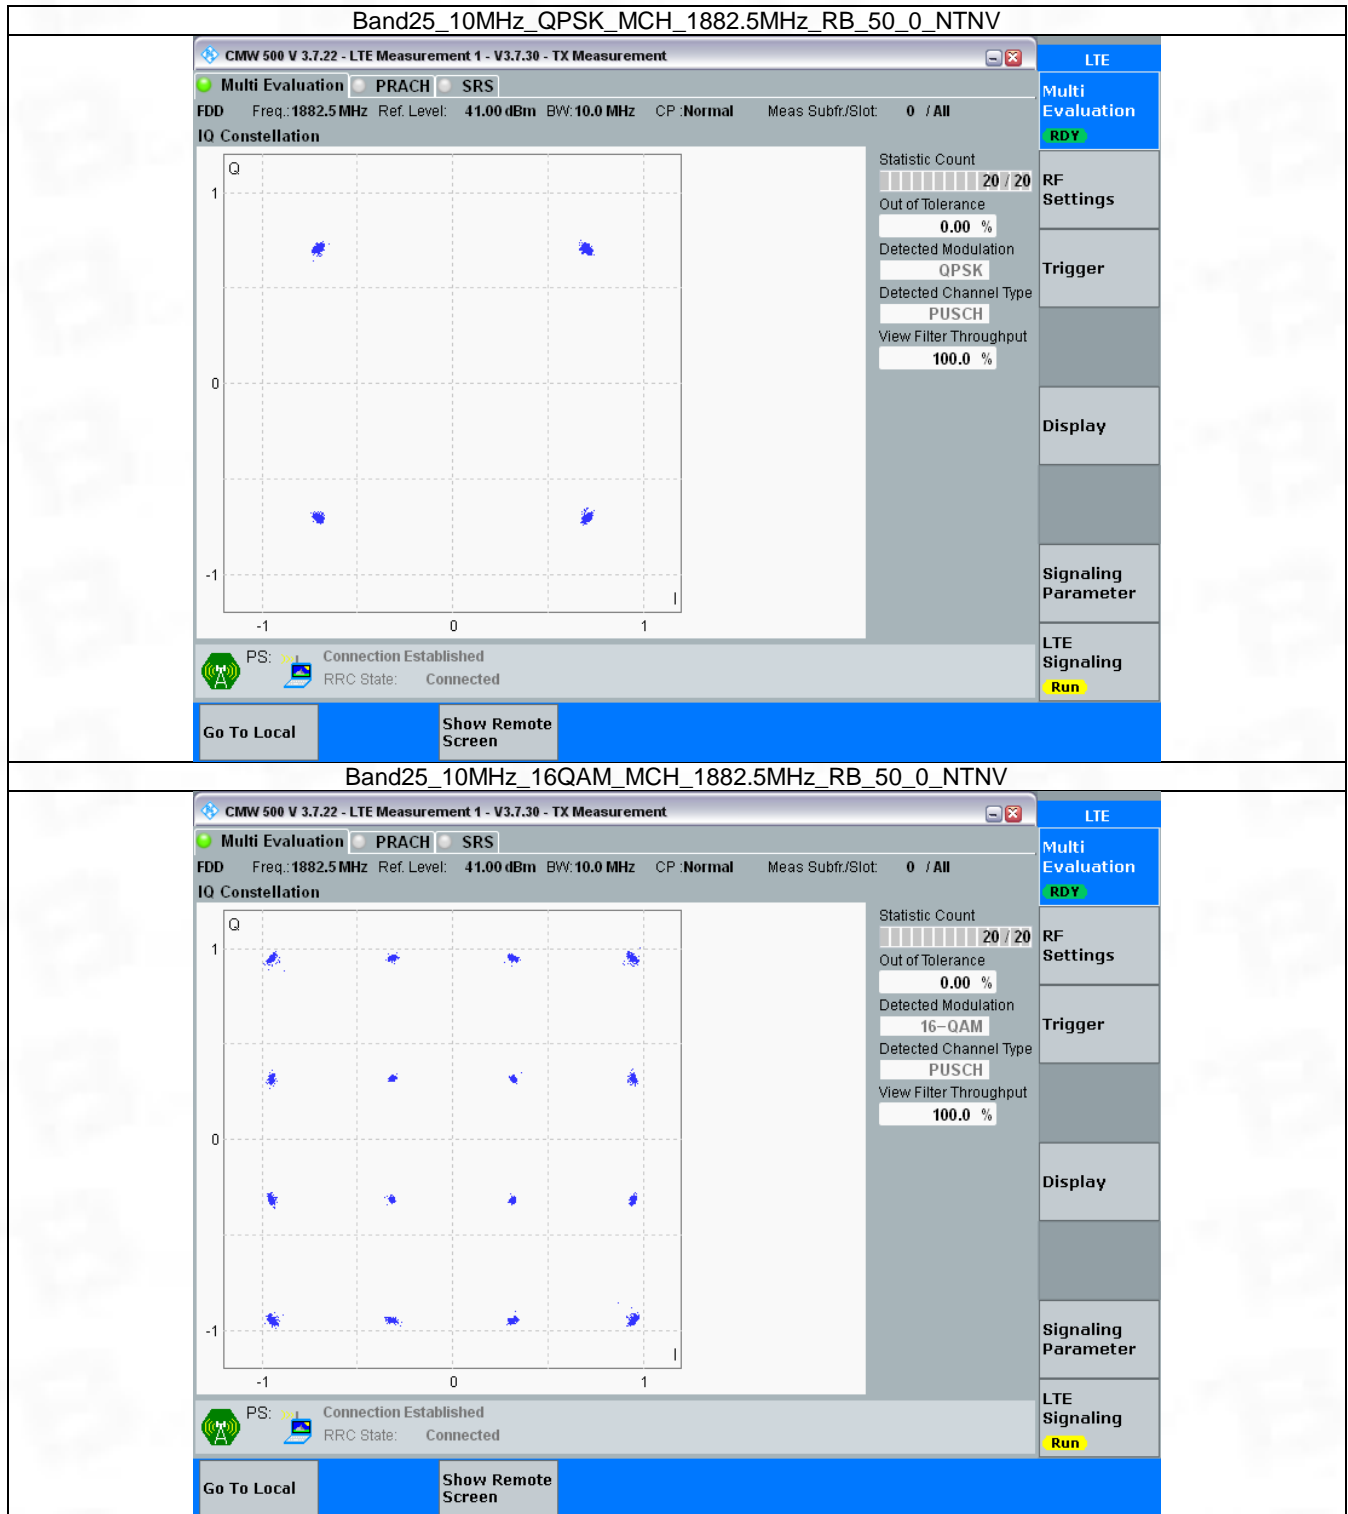 Band25_10MHz_QPSK_MCH_1882.5MHz_RB_50_0_NTNV
CMW 500 V 3.7.22 - LTE Measurement 1 - V3.7.30 - TX Measurement
LTE
Multi Evaluation PRACH SRS
FDD Freq.: 1882.5 MHz Ref. Level: 41.00 dBm BW: 10.0 MHz CP : Normal Meas Subfr./Slot: 0 / All
IQ Constellation
Q
1
0
-1
I
-1 0 1
Statistic Count
20 / 20
Out of Tolerance
0.00 %
Detected Modulation
QPSK
Detected Channel Type
PUSCH
View Filter Throughput
100.0 %
Multi
Evaluation
RDY
RF
Settings
Trigger
Display
Signaling
Parameter
LTE
Signaling
Run
PS: Connection Established
RRC State: Connected
Go To Local
Show Remote
Screen
Band25_10MHz_16QAM_MCH_1882.5MHz_RB_50_0_NTNV
CMW 500 V 3.7.22 - LTE Measurement 1 - V3.7.30 - TX Measurement
LTE
Multi Evaluation PRACH SRS
FDD Freq.: 1882.5 MHz Ref. Level: 41.00 dBm BW: 10.0 MHz CP : Normal Meas Subfr./Slot: 0 / All
IQ Constellation
Q
1
0
-1
I
-1 0 1
Statistic Count
20 / 20
Out of Tolerance
0.00 %
Detected Modulation
16-QAM
Detected Channel Type
PUSCH
View Filter Throughput
100.0 %
Multi
Evaluation
RDY
RF
Settings
Trigger
Display
Signaling
Parameter
LTE
Signaling
Run
PS: Connection Established
RRC State: Connected
Go To Local
Show Remote
Screen